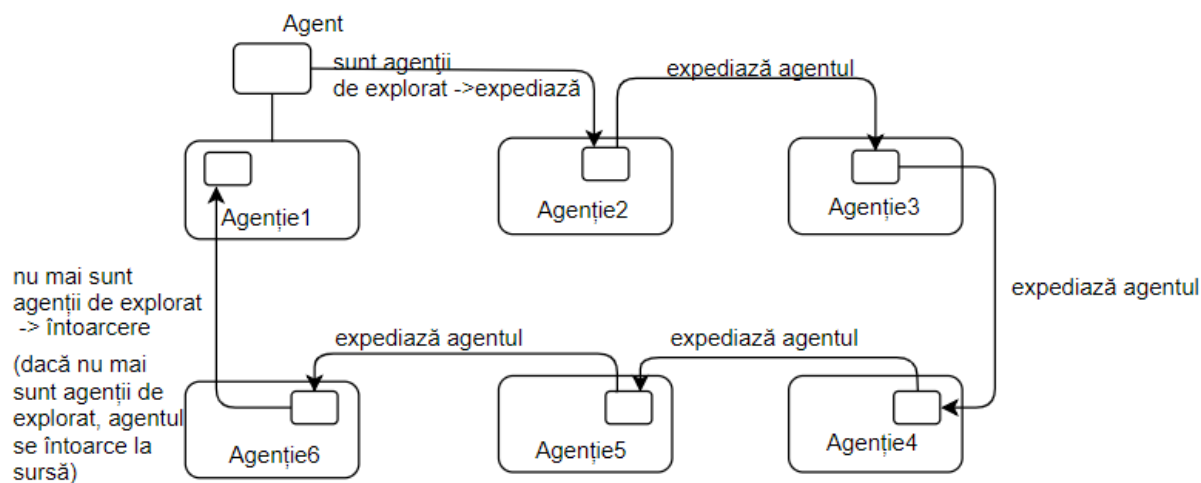 Agent
sunt agenţii
de explorat ->expediază
expediază agentul
Agenție1
Agenție2
Agenție3
nu mai sunt
agenții de explorat
-> întoarcere
expediază agentul
expediază agentul
expediază agentul
(dacă nu mai
sunt agenții de
explorat, agentul
se întoarce la
sursă)
Agenție6
Agenție5
Agenție4